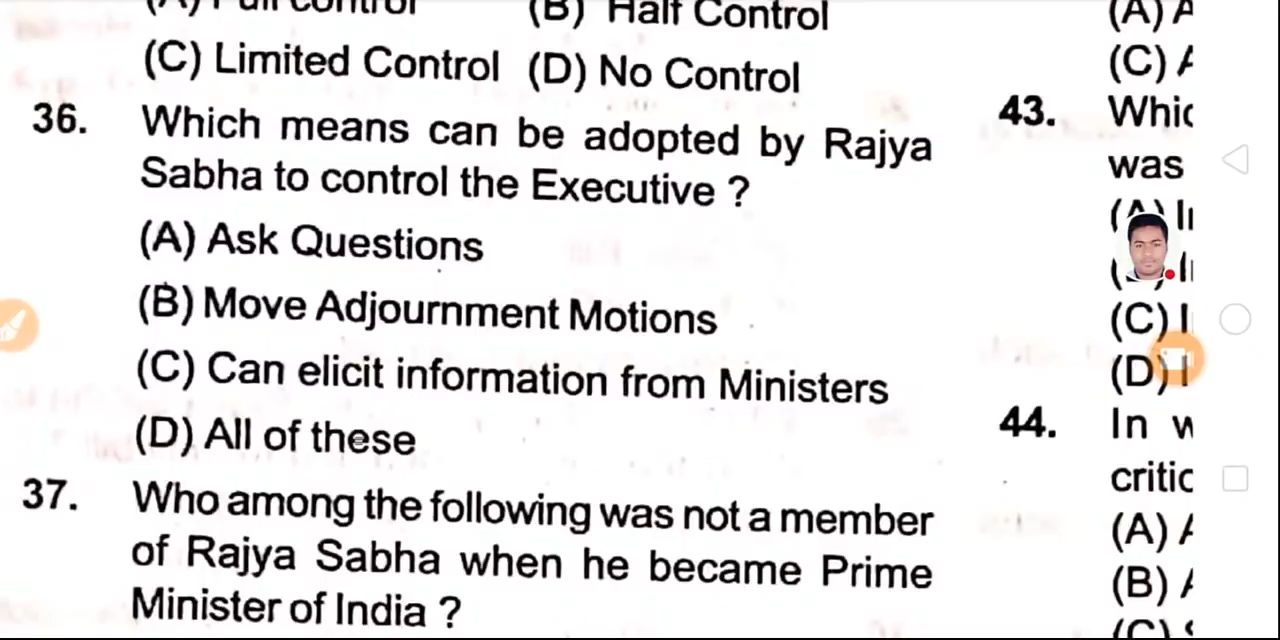 (B) Half Control
(C) Limited Control (D) No Control
36. Which means can be adopted by Rajya
Sabha to control the Executive ?
(A) Ask Questions
(B) Move Adjournment Motions
(C) Can elicit information from Ministers
(D) All of these
37. Who among the following was not a member
of Rajya Sabha when he became Prime
Minister of India ?
(A)
(C)
43.
was
(C)
(D)
44. In
(A)
(B)